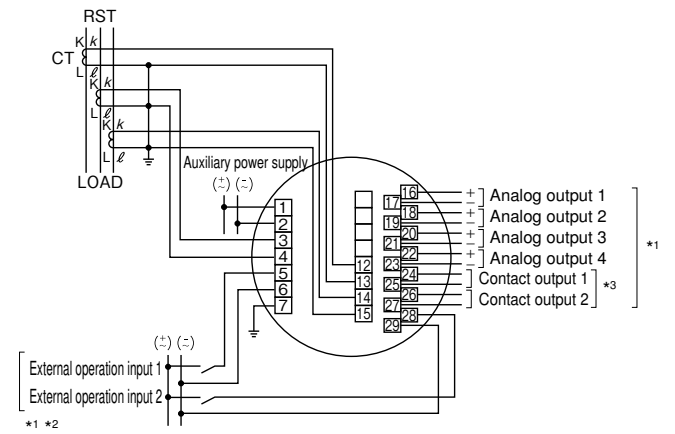 RST
K k
CT
L ℓ
K k
L ℓ
K k
L ℓ
LOAD
Auxiliary power supply
(+~) (-~)
1
2
3
4
5
6
7
12
13
14
15
16
17
18
19
20
21
22
23
24
25
26
27
28
29
+
− Analog output 1
+
− Analog output 2
+
− Analog output 3
+
− Analog output 4
Contact output 1
Contact output 2
*3
*1
(+~) (-~)
External operation input 1
External operation input 2
*1 *2